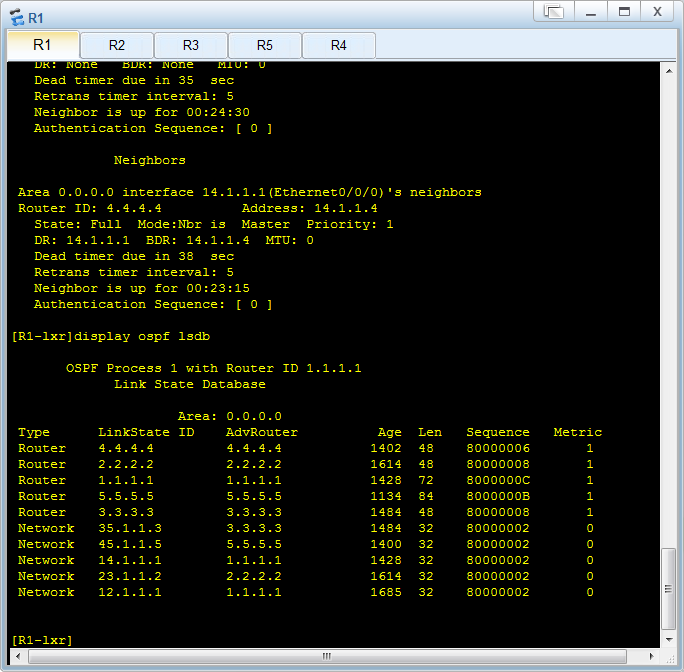 R1
R1 R2 R3 R5 R4
DR: None BDR: None MTU: 0
Dead timer due in 35 sec
Retrans timer interval: 5
Neighbor is up for 00:24:30
Authentication Sequence: [ 0 ]
Neighbors
Area 0.0.0.0 interface 14.1.1.1(Ethernet0/0/0)'s neighbors
Router ID: 4.4.4.4 Address: 14.1.1.4
State: Full Mode:Nbr is Master Priority: 1
DR: 14.1.1.1 BDR: 14.1.1.4 MTU: 0
Dead timer due in 38 sec
Retrans timer interval: 5
Neighbor is up for 00:23:15
Authentication Sequence: [ 0 ]
[R1-lxr]display ospf lsdb
OSPF Process 1 with Router ID 1.1.1.1
Link State Database
Area: 0.0.0.0
Type LinkState ID AdvRouter Age Len Sequence Metric
Router 4.4.4.4 4.4.4.4 1402 48 80000006 1
Router 2.2.2.2 2.2.2.2 1614 48 80000008 1
Router 1.1.1.1 1.1.1.1 1428 72 8000000C 1
Router 5.5.5.5 5.5.5.5 1134 84 8000000B 1
Router 3.3.3.3 3.3.3.3 1484 48 80000008 1
Network 35.1.1.3 3.3.3.3 1484 32 80000002 0
Network 45.1.1.5 5.5.5.5 1400 32 80000002 0
Network 14.1.1.1 1.1.1.1 1428 32 80000002 0
Network 23.1.1.2 2.2.2.2 1614 32 80000002 0
Network 12.1.1.1 1.1.1.1 1685 32 80000002 0
[R1-lxr]